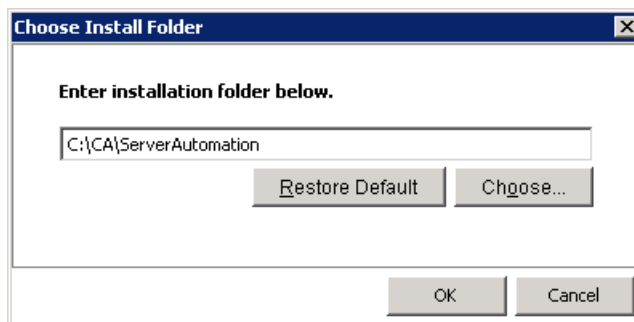 Choose Install Folder
Enter installation folder below.
C:\CA\ServerAutomation
Restore Default Choose...
OK Cancel